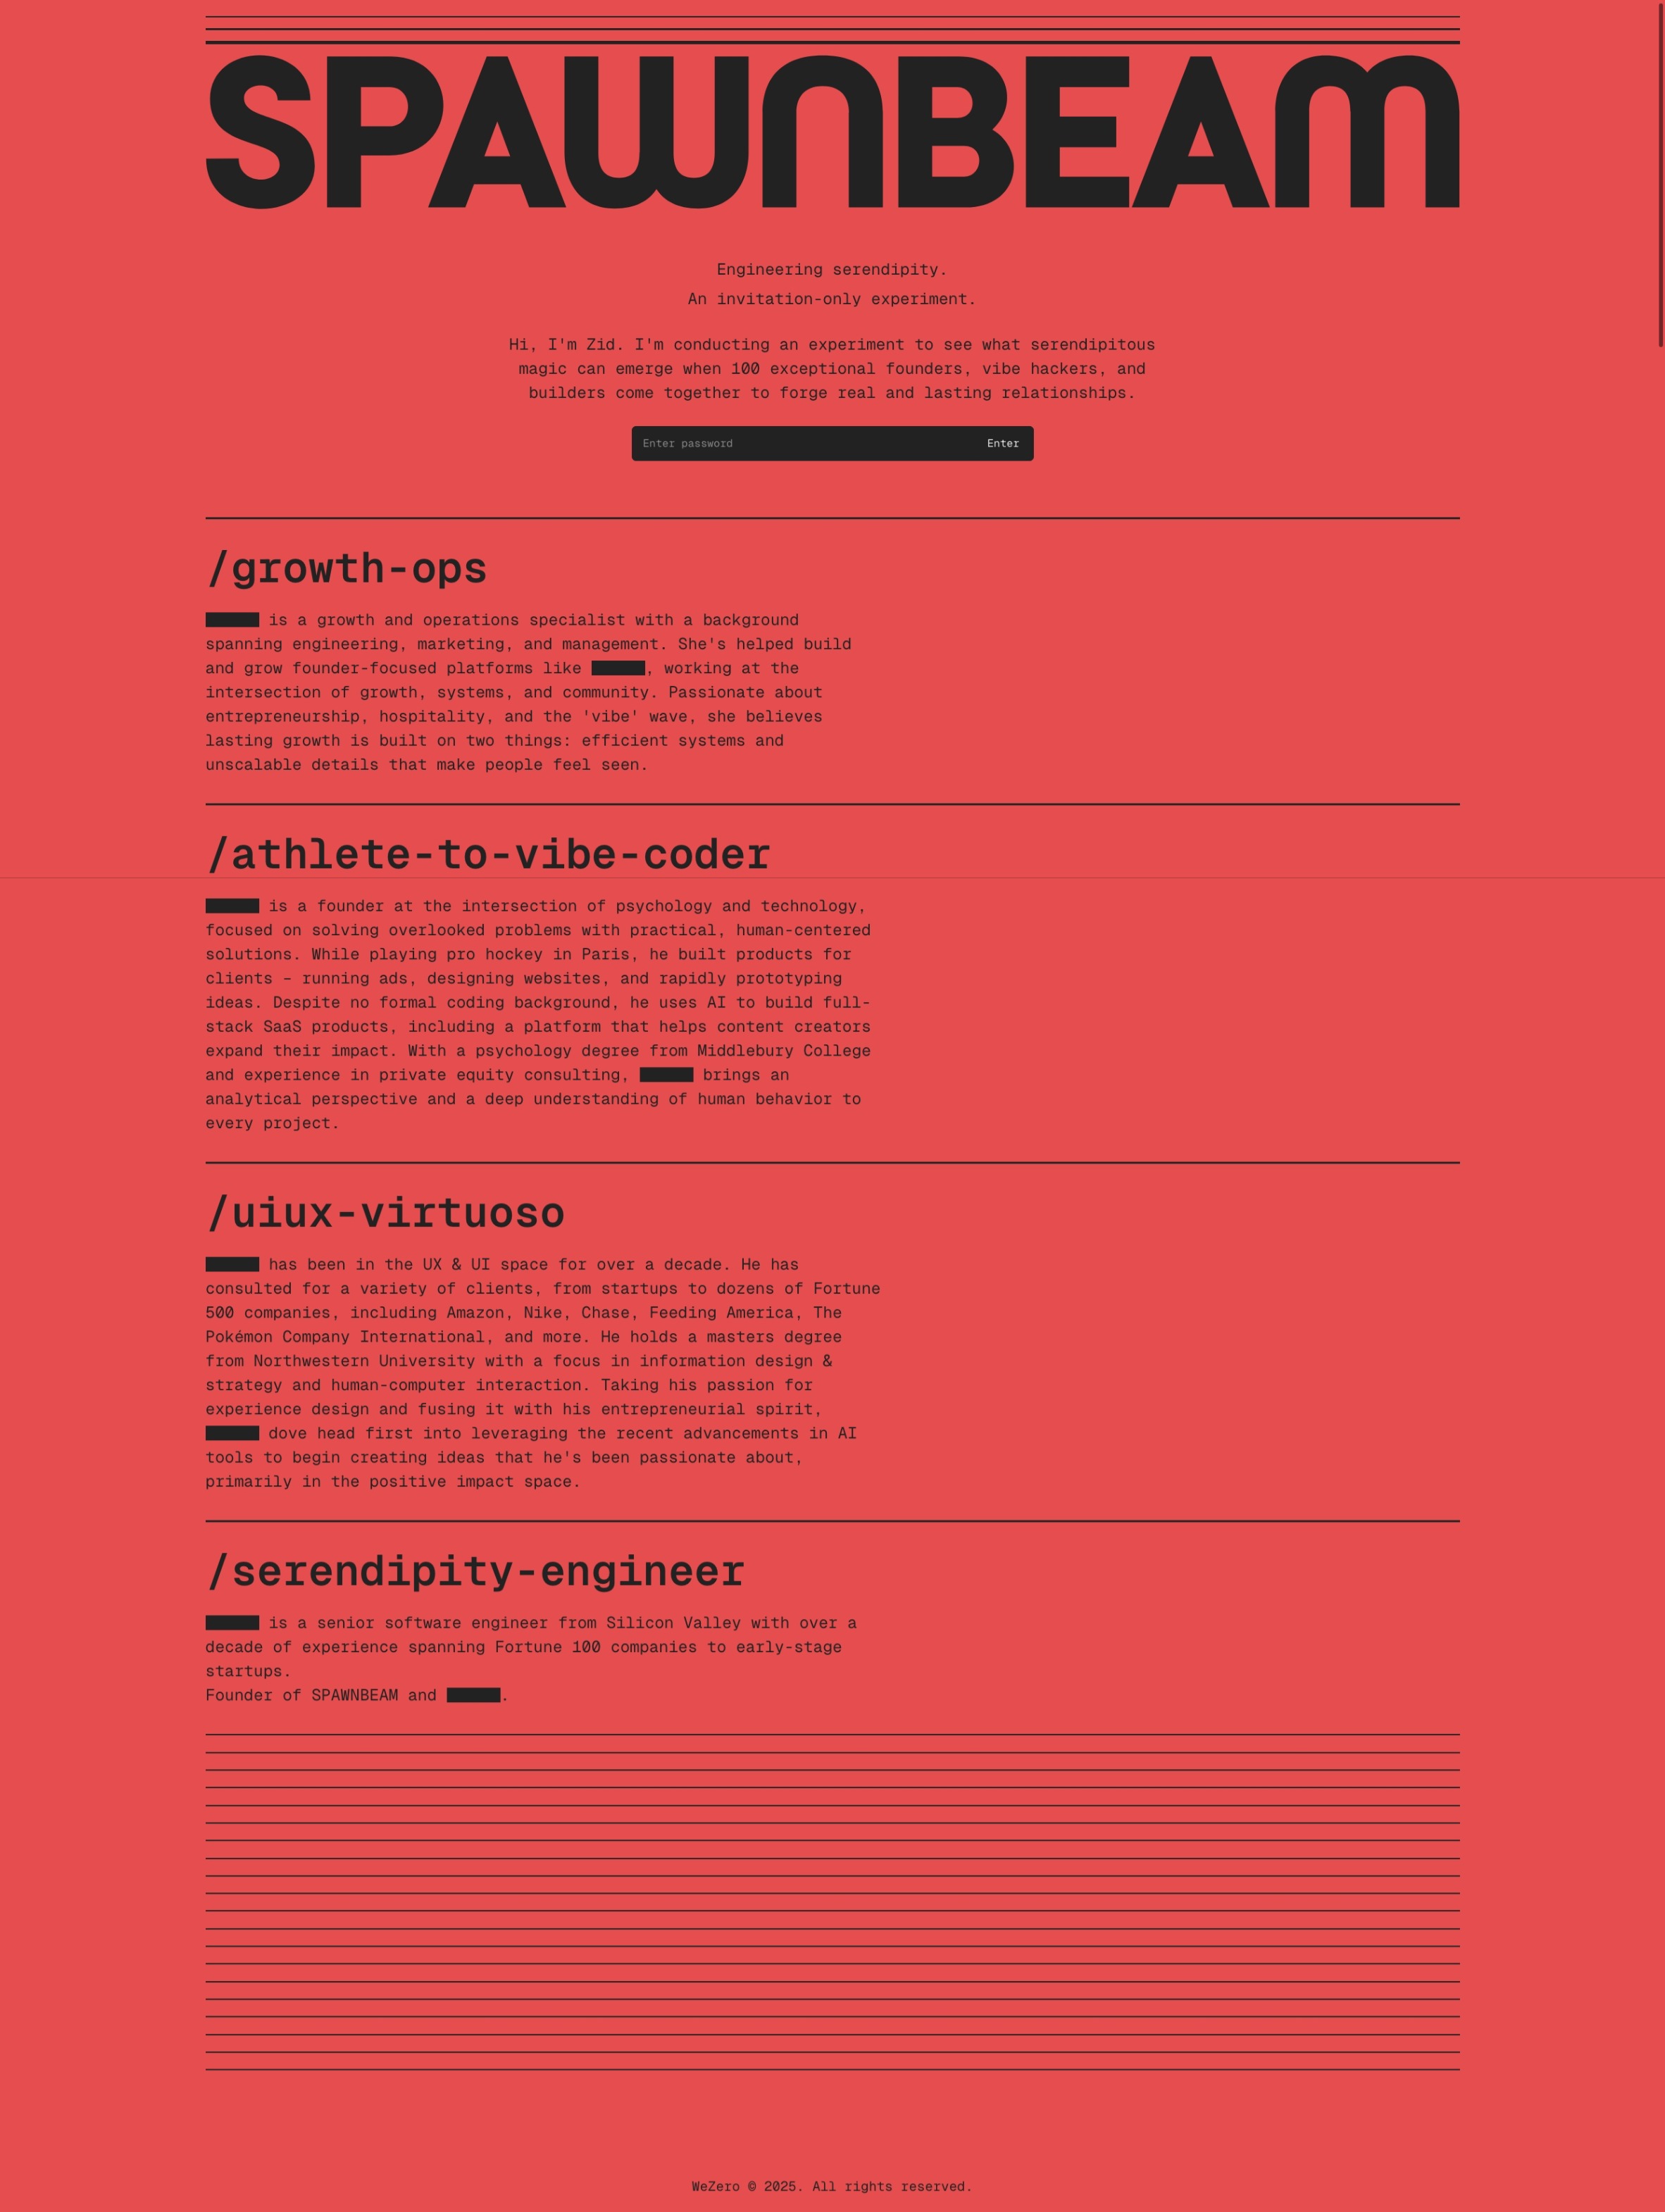 SPAWNBEAM
Engineering serendipity.
An invitation-only experiment.
Hi, I'm Zid. I'm conducting an experiment to see what serendipitous
magic can emerge when 100 exceptional founders, vibe hackers, and
builders come together to forge real and lasting relationships.
Enter password Enter
/growth-ops
is a growth and operations specialist with a background
spanning engineering, marketing, and management. She's helped build
and grow founder-focused platforms like , working at the
intersection of growth, systems, and community. Passionate about
entrepreneurship, hospitality, and the 'vibe' wave, she believes
lasting growth is built on two things: efficient systems and
unscalable details that make people feel seen.
/athlete-to-vibe-coder
is a founder at the intersection of psychology and technology,
focused on solving overlooked problems with practical, human-centered
solutions. While playing pro hockey in Paris, he built products for
clients – running ads, designing websites, and rapidly prototyping
ideas. Despite no formal coding background, he uses AI to build full-
stack SaaS products, including a platform that helps content creators
expand their impact. With a psychology degree from Middlebury College
and experience in private equity consulting, brings an
analytical perspective and a deep understanding of human behavior to
every project.
/uiux-virtuoso
has been in the UX & UI space for over a decade. He has
consulted for a variety of clients, from startups to dozens of Fortune
500 companies, including Amazon, Nike, Chase, Feeding America, The
Pokémon Company International, and more. He holds a masters degree
from Northwestern University with a focus in information design &
strategy and human-computer interaction. Taking his passion for
experience design and fusing it with his entrepreneurial spirit,
dove head first into leveraging the recent advancements in AI
tools to begin creating ideas that he's been passionate about,
primarily in the positive impact space.
/serendipity-engineer
is a senior software engineer from Silicon Valley with over a
decade of experience spanning Fortune 100 companies to early-stage
startups.
Founder of SPAWNBEAM and .
WeZero © 2025. All rights reserved.